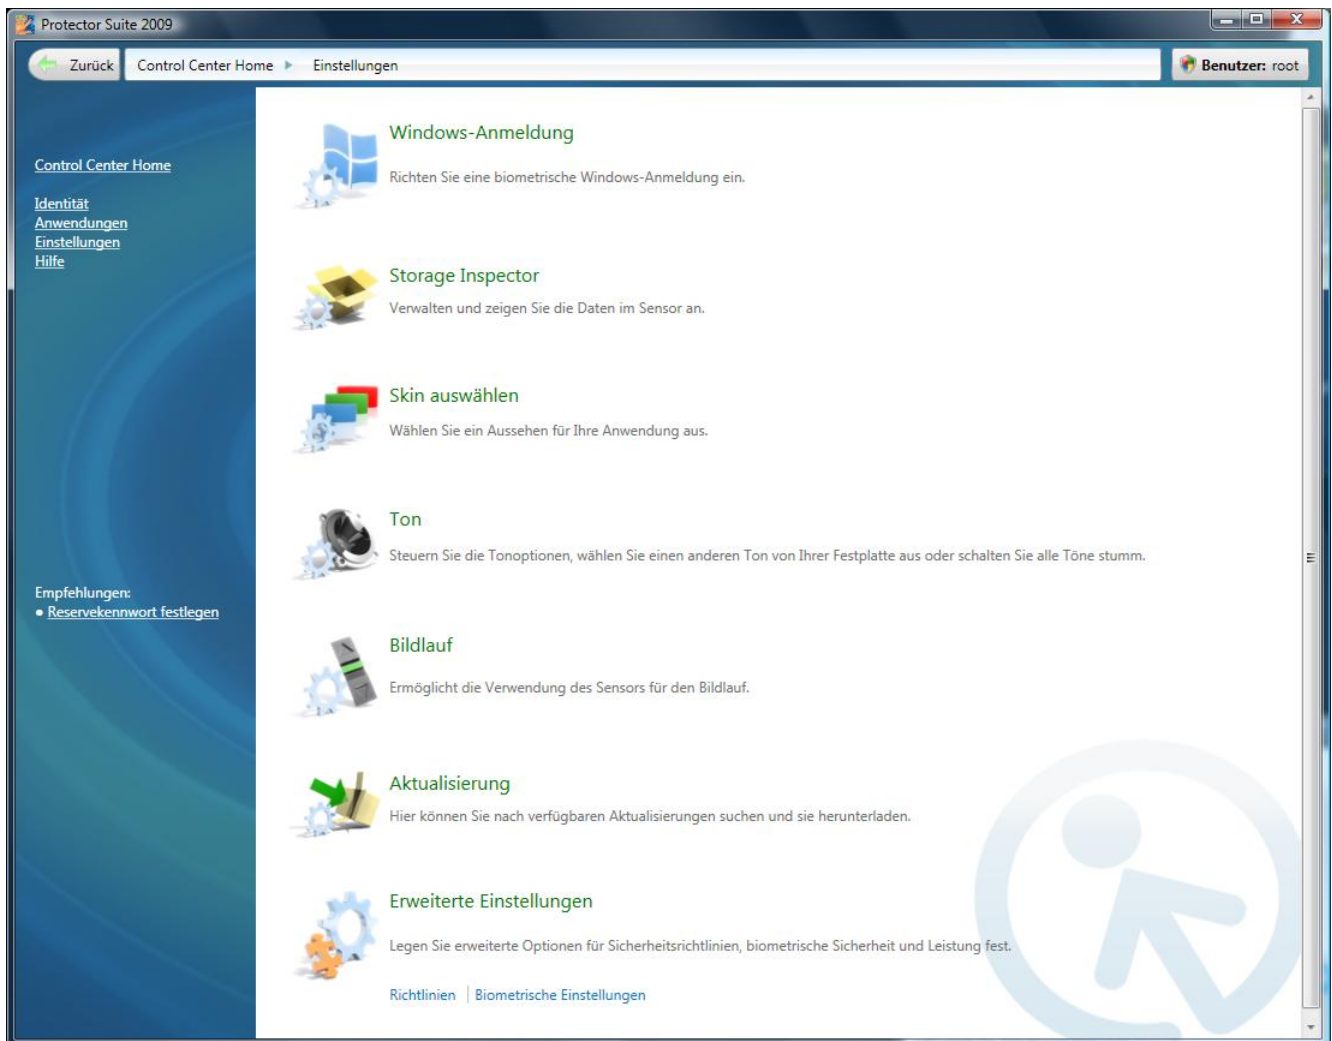 Protector Suite 2009
Zurück
Control Center Home
Einstellungen
Benutzer: root
Control Center Home
Identität
Anwendungen
Einstellungen
Hilfe
Empfehlungen:
• Reservekennwort festlegen
Windows-Anmeldung
Richten Sie eine biometrische Windows-Anmeldung ein.
Storage Inspector
Verwalten und zeigen Sie die Daten im Sensor an.
Skin auswählen
Wählen Sie ein Aussehen für Ihre Anwendung aus.
Ton
Steuern Sie die Tonoptionen, wählen Sie einen anderen Ton von Ihrer Festplatte aus oder schalten Sie alle Töne stumm.
Bildlauf
Ermöglicht die Verwendung des Sensors für den Bildlauf.
Aktualisierung
Hier können Sie nach verfügbaren Aktualisierungen suchen und sie herunterladen.
Erweiterte Einstellungen
Legen Sie erweiterte Optionen für Sicherheitsrichtlinien, biometrische Sicherheit und Leistung fest.
Richtlinien | Biometrische Einstellungen